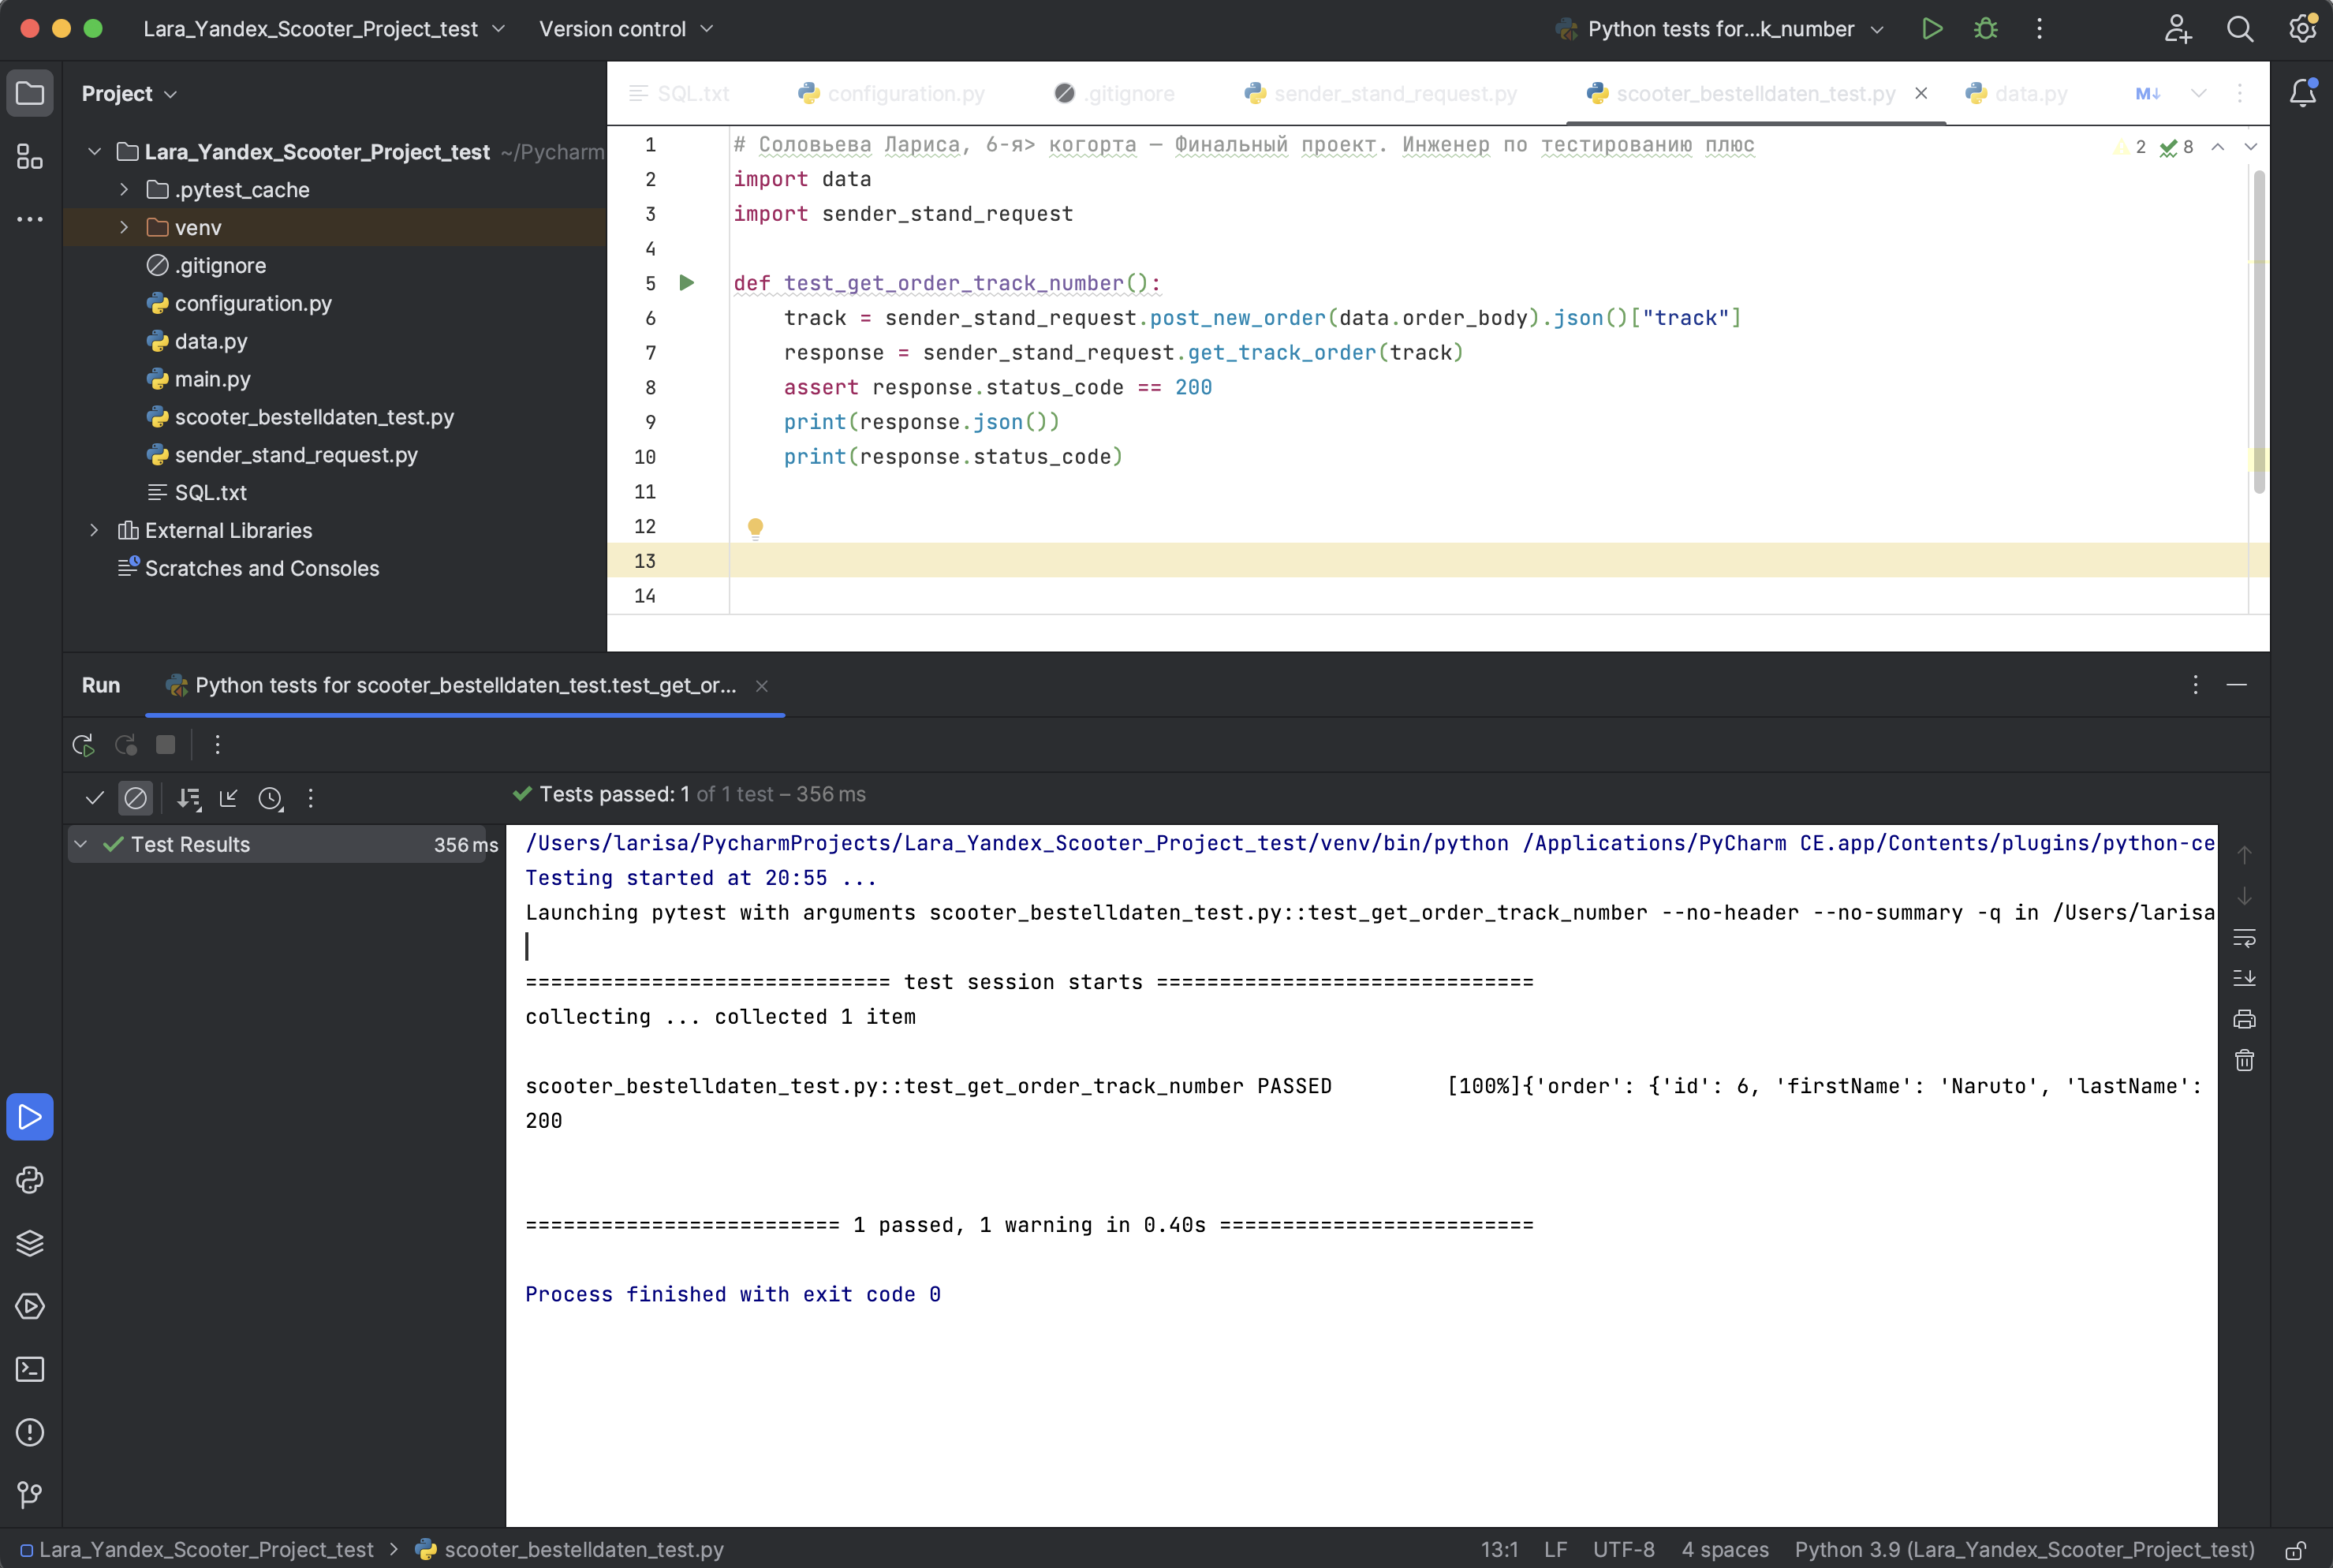 Lara_Yandex_Scooter_Project_test
Version control
Python tests for...k_number
Project
Lara_Yandex_Scooter_Project_test ~/Pycharm
.pytest_cache
venv
.gitignore
configuration.py
data.py
main.py
scooter_bestelldaten_test.py
sender_stand_request.py
SQL.txt
External Libraries
Scratches and Consoles
SQL.txt
configuration.py
.gitignore
sender_stand_request.py
scooter_bestelldaten_test.py
data.py
M↓
2 8
1 # Соловьева Лариса, 6-я> когорта — Финальный проект. Инженер по тестированию плюс
2 import data
3 import sender_stand_request
4
5 def test_get_order_track_number():
6 track = sender_stand_request.post_new_order(data.order_body).json()["track"]
7 response = sender_stand_request.get_track_order(track)
8 assert response.status_code == 200
9 print(response.json())
10 print(response.status_code)
11
12
13
14
Run
Python tests for scooter_bestelldaten_test.test_get_or...
Tests passed: 1 of 1 test – 356 ms
Test Results 356 ms
/Users/larisa/PycharmProjects/Lara_Yandex_Scooter_Project_test/venv/bin/python /Applications/PyCharm CE.app/Contents/plugins/python-ce
Testing started at 20:55 ...
Launching pytest with arguments scooter_bestelldaten_test.py::test_get_order_track_number --no-header --no-summary -q in /Users/larisa
============================= test session starts ==============================
collecting ... collected 1 item
scooter_bestelldaten_test.py::test_get_order_track_number PASSED [100%]{'order': {'id': 6, 'firstName': 'Naruto', 'lastName':
200
========================= 1 passed, 1 warning in 0.40s =========================
Process finished with exit code 0
Lara_Yandex_Scooter_Project_test > scooter_bestelldaten_test.py
13:1 LF UTF-8 4 spaces Python 3.9 (Lara_Yandex_Scooter_Project_test)